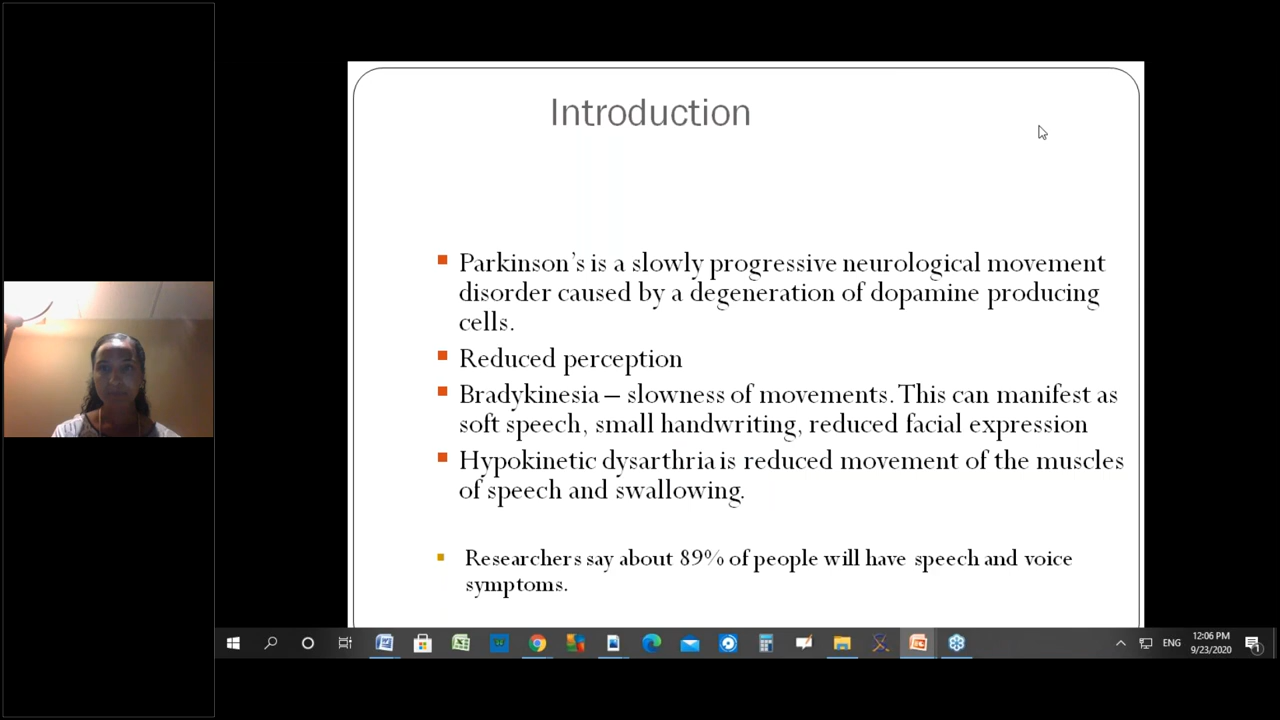 Introduction
Parkinson's is a slowly progressive neurological movement
disorder caused by a degeneration of dopamine producing
cells.
Reduced perception
Bradykinesia – slowness of movements. This can manifest as
soft speech, small handwriting, reduced facial expression
Hypokinetic dysarthria is reduced movement of the muscles
of speech and swallowing.
Researchers say about 89% of people will have speech and voice
symptoms.
ENG
12:06 PM
9/23/2020
1